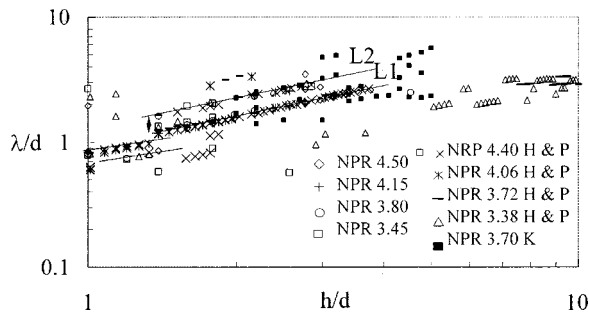 10
L2
L1
λ/d
1
NPR 4.50
NPR 4.15
NPR 3.80
NPR 3.45
NRP 4.40 H & P
NPR 4.06 H & P
NPR 3.72 H & P
NPR 3.38 H & P
NPR 3.70 K
0.1
1
h/d
10